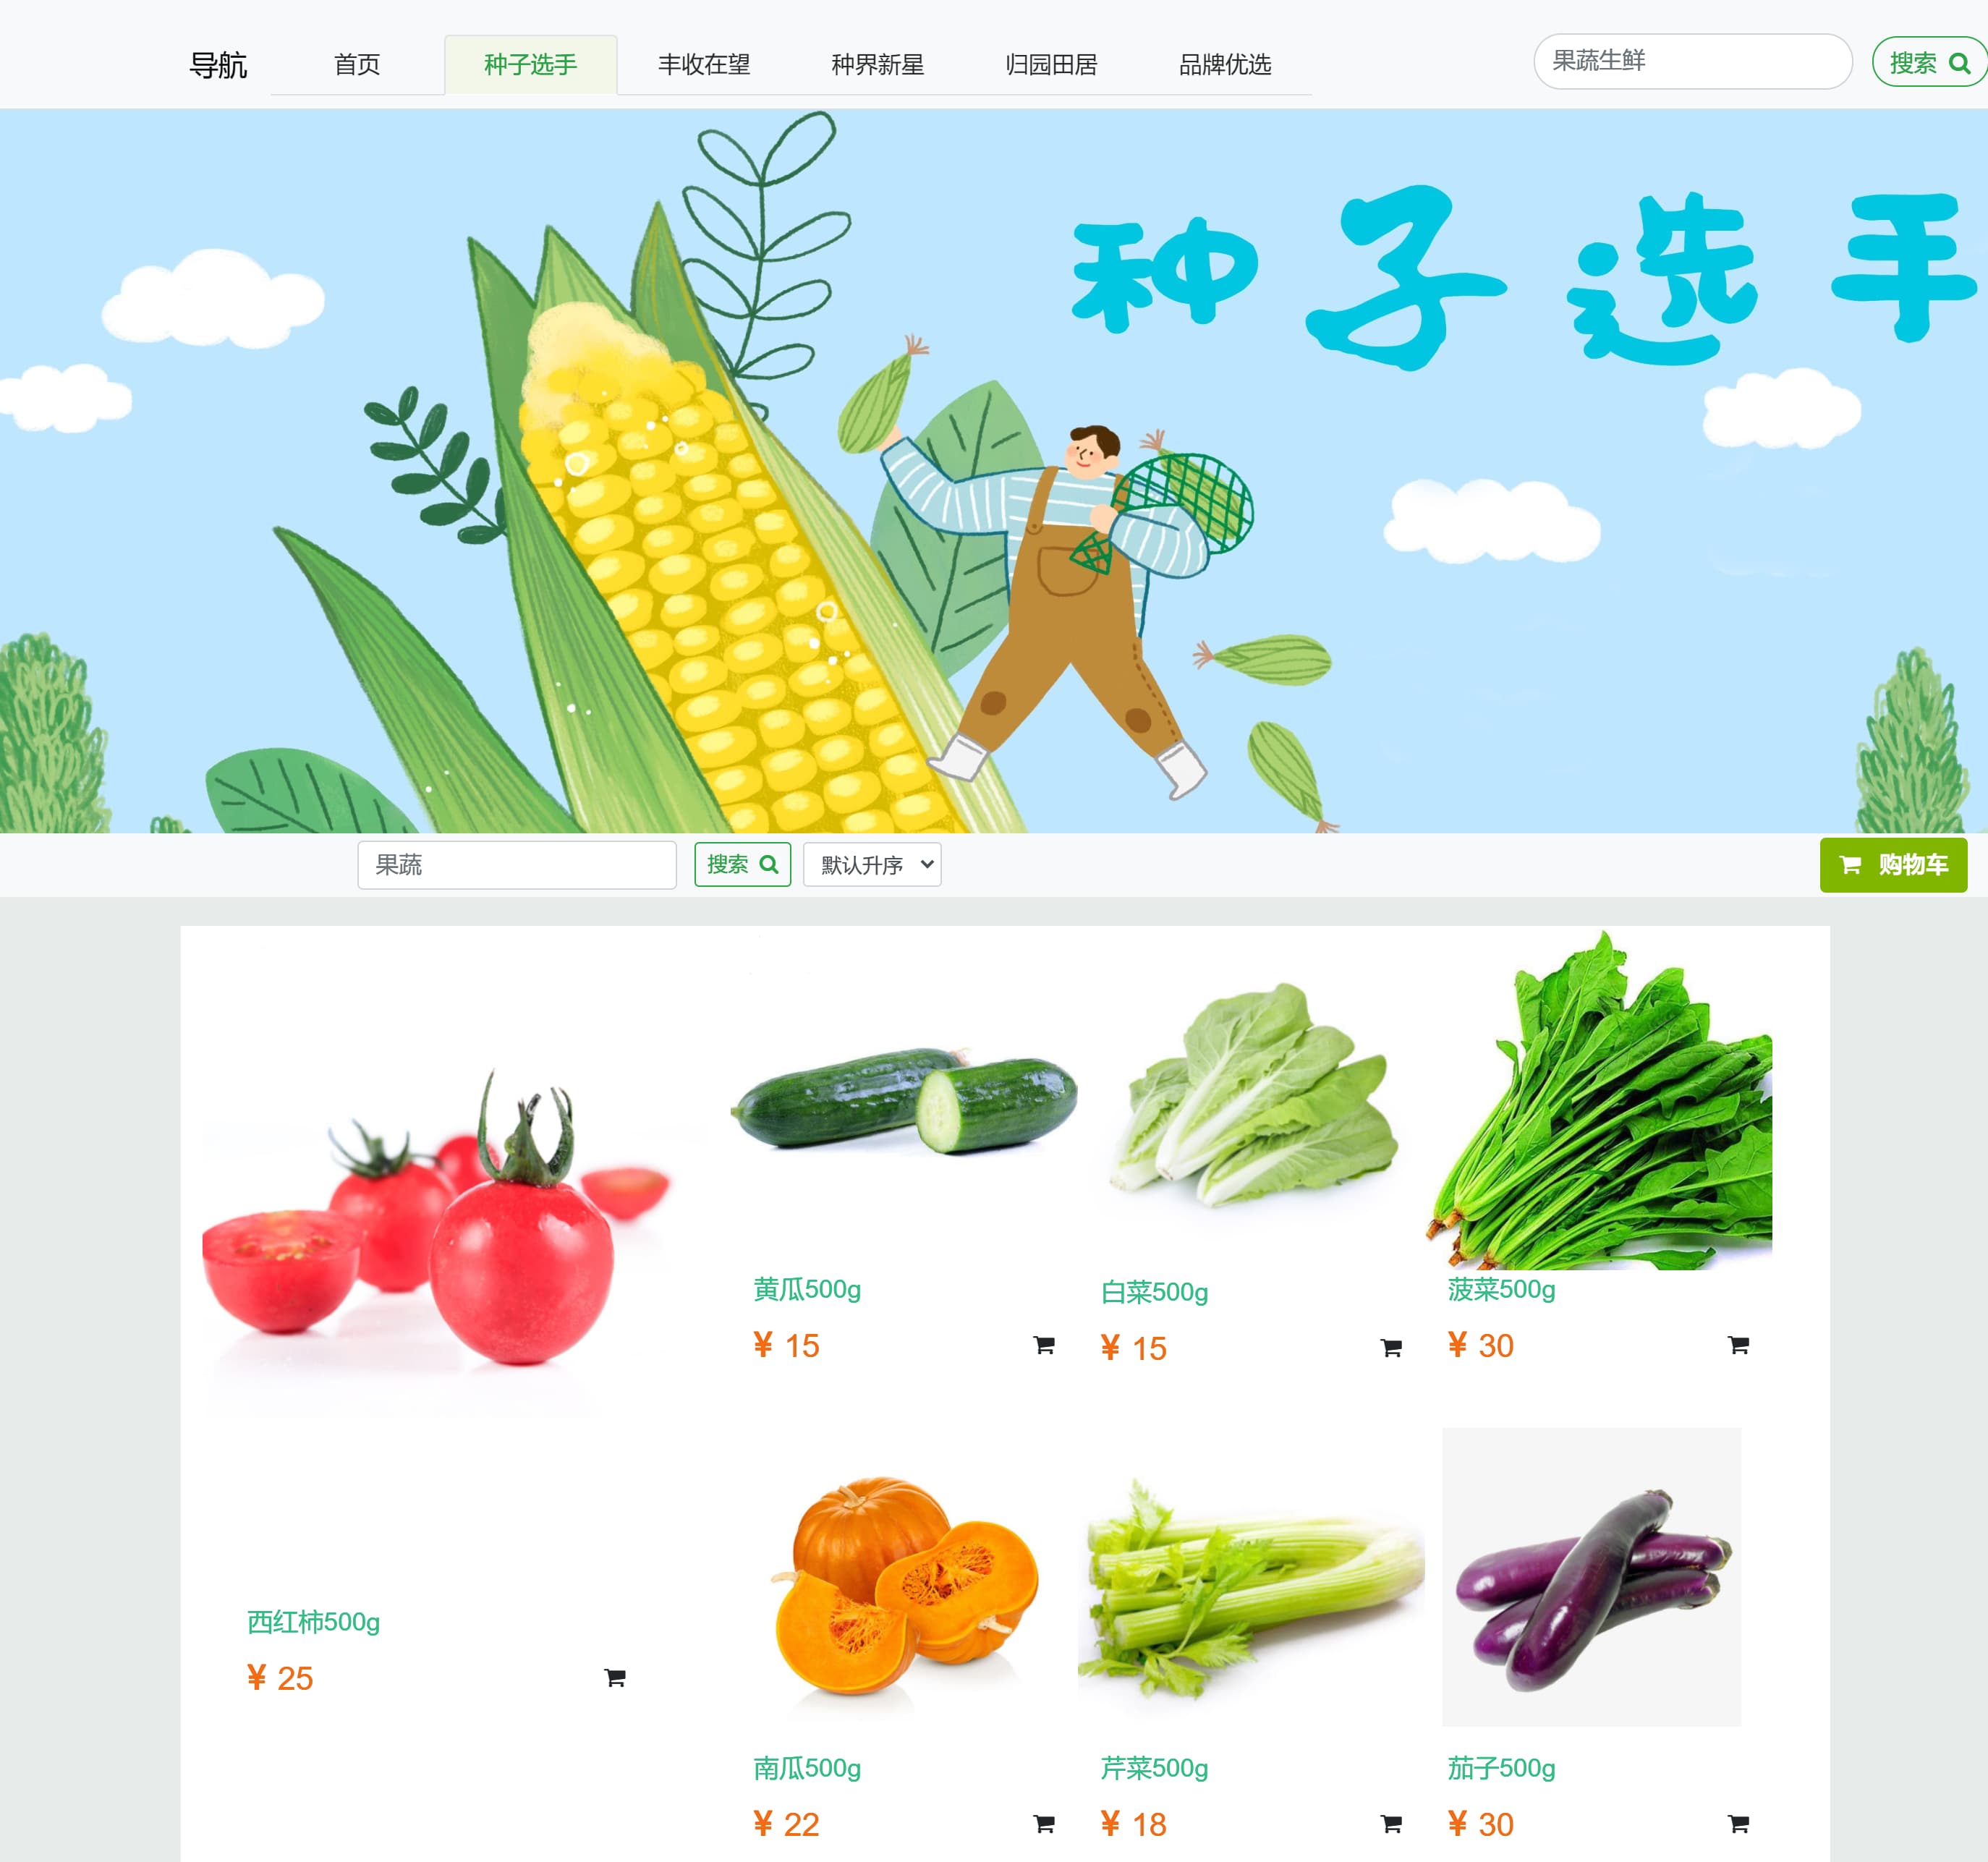 导航 首页 种子选手 丰收在望 种界新星 归园田居 品牌优选 果蔬生鲜 搜索
种子选手
果蔬 搜索 默认升序 购物车
黄瓜500g
¥ 15
白菜500g
¥ 15
菠菜500g
¥ 30
西红柿500g
¥ 25
南瓜500g
¥ 22
芹菜500g
¥ 18
茄子500g
¥ 30